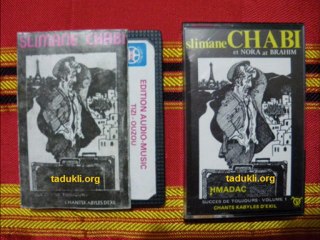 SLIMANE CHABI
EDITION AUDIO-MUSIC
TIZI-OUZOU
tadukli.org
CHANTS KABYLES D'EXIL
slimane CHABI
et NORA at BRAHIM
HMADAC
tadukli.org
SUCCES DE TOUJOURS - VOLUME 1
CHANTS KABYLES D'EXIL